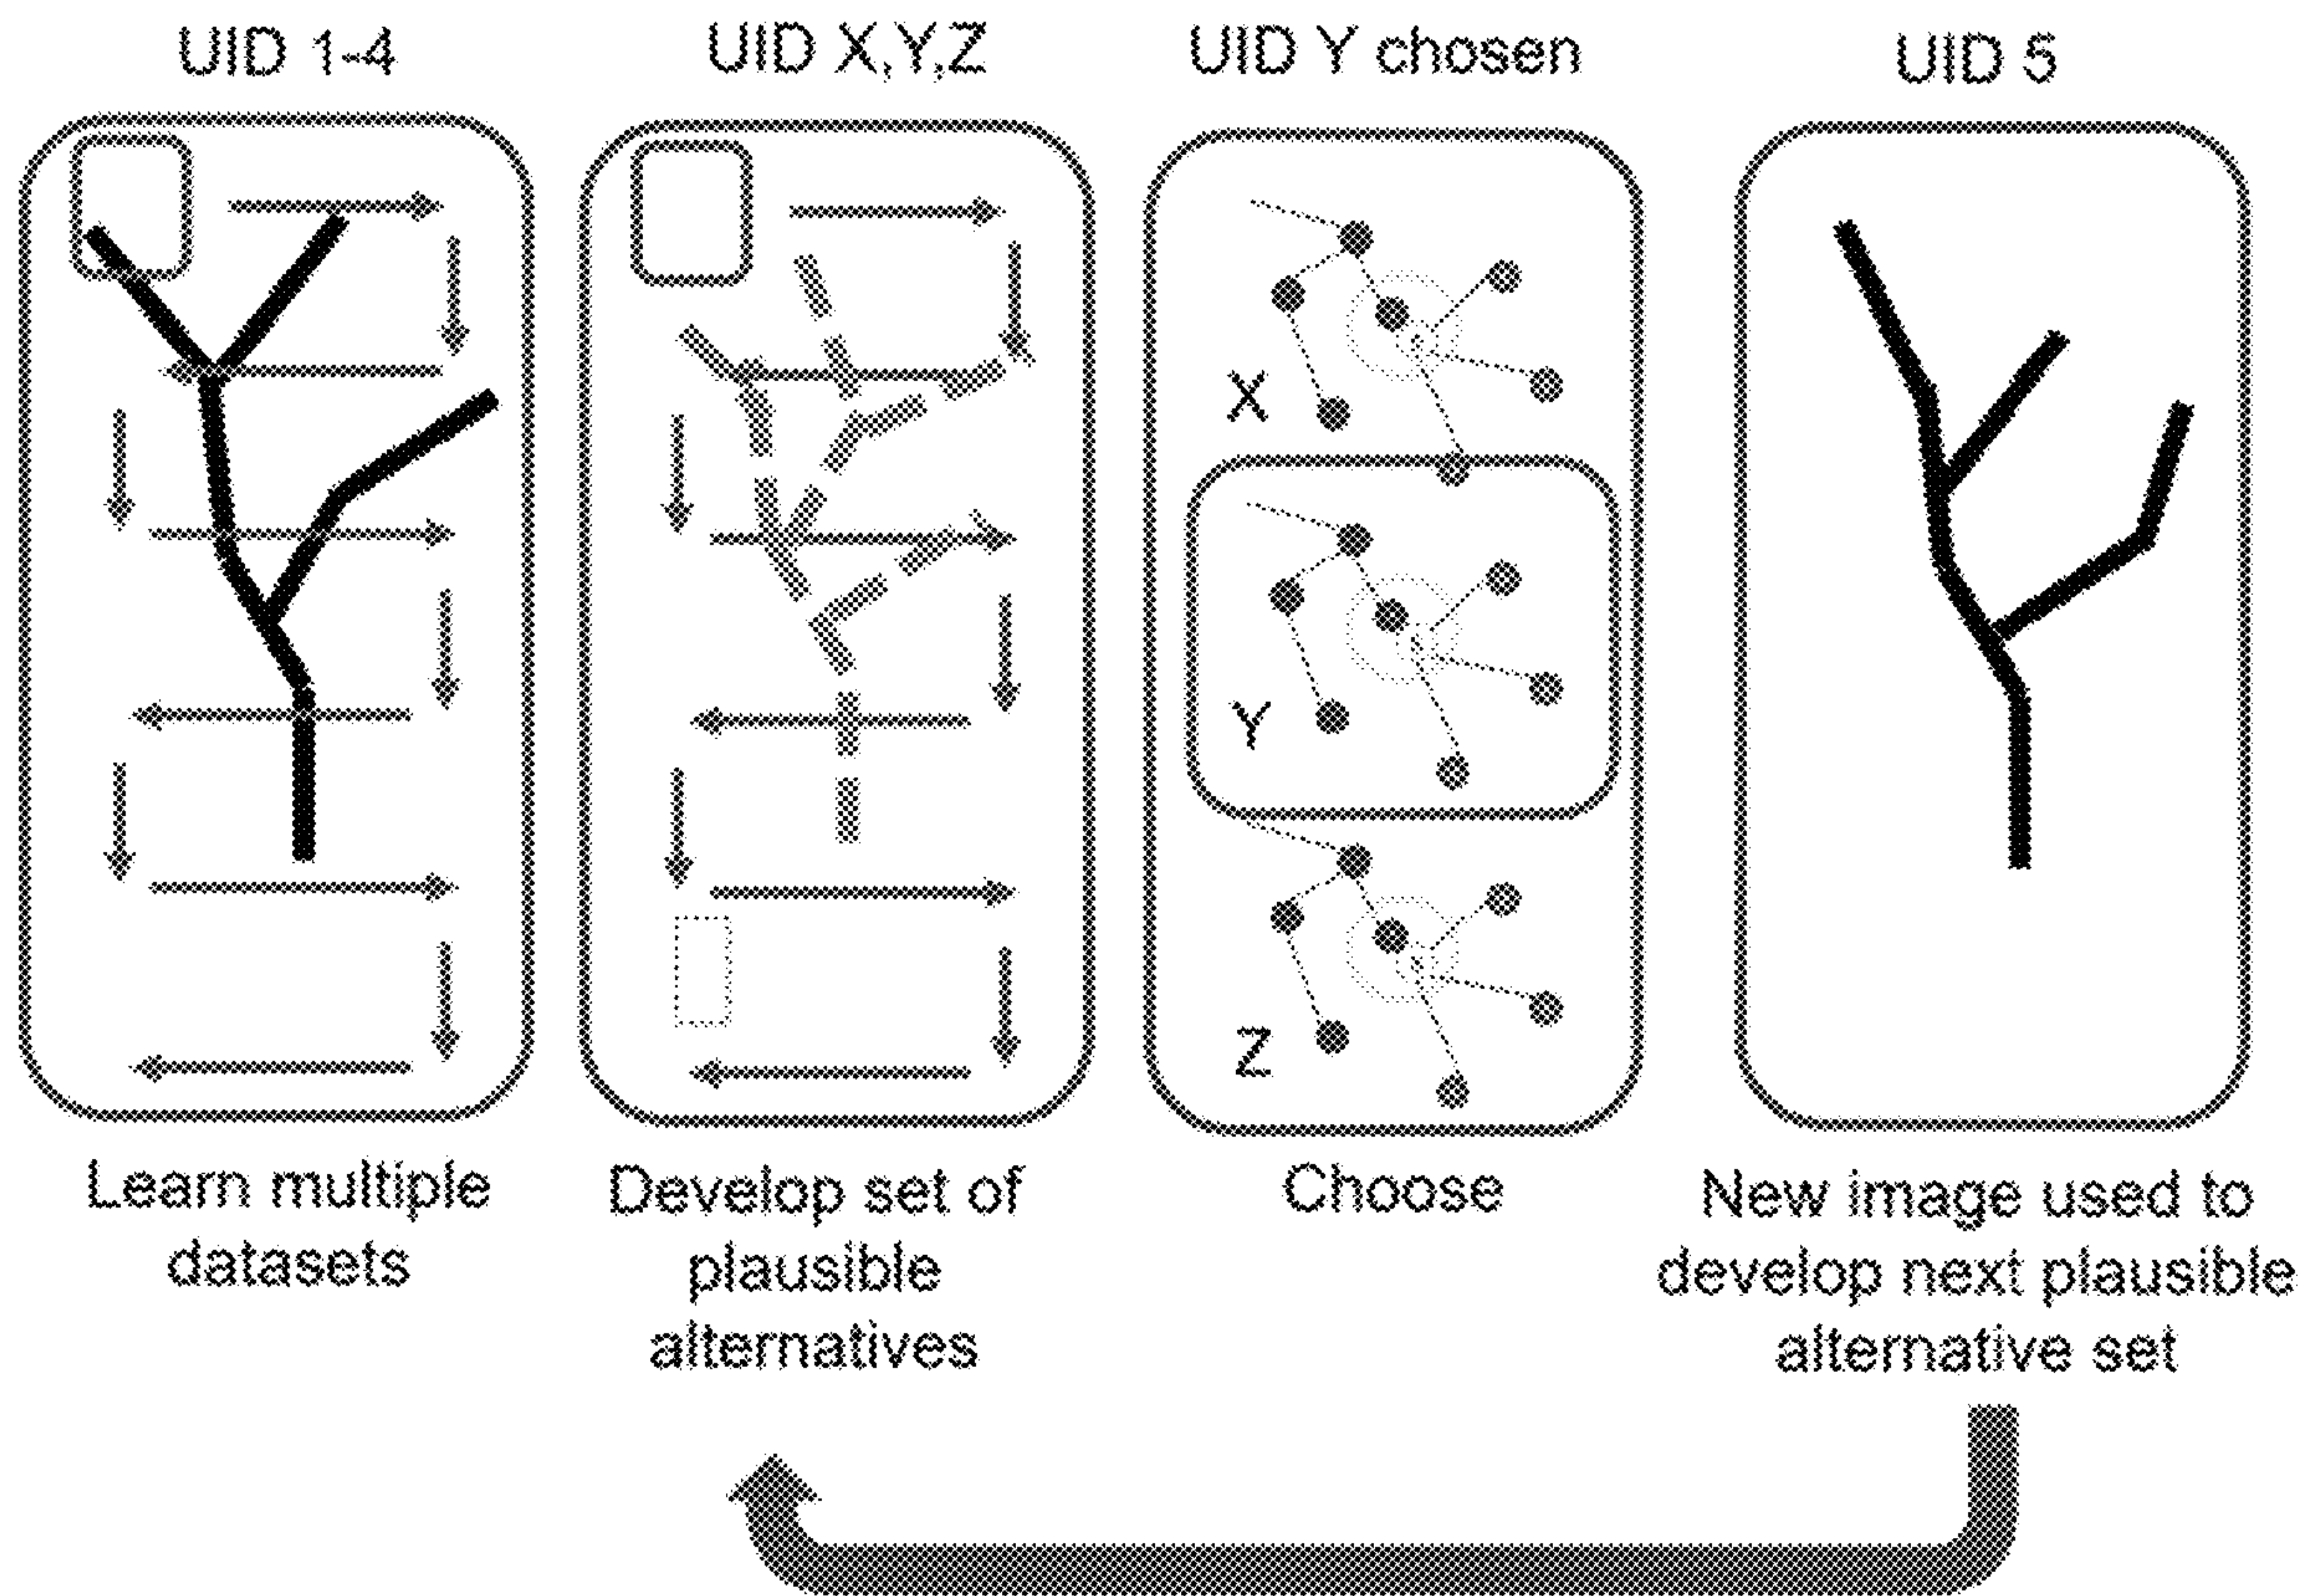 UID 1-4
UID X,Y,Z
UID Y chosen
UID 5
X
Y
Z
Learn multiple
datasets
Develop set of
plausible
alternatives
Choose
New image used to
develop next plausible
alternative set